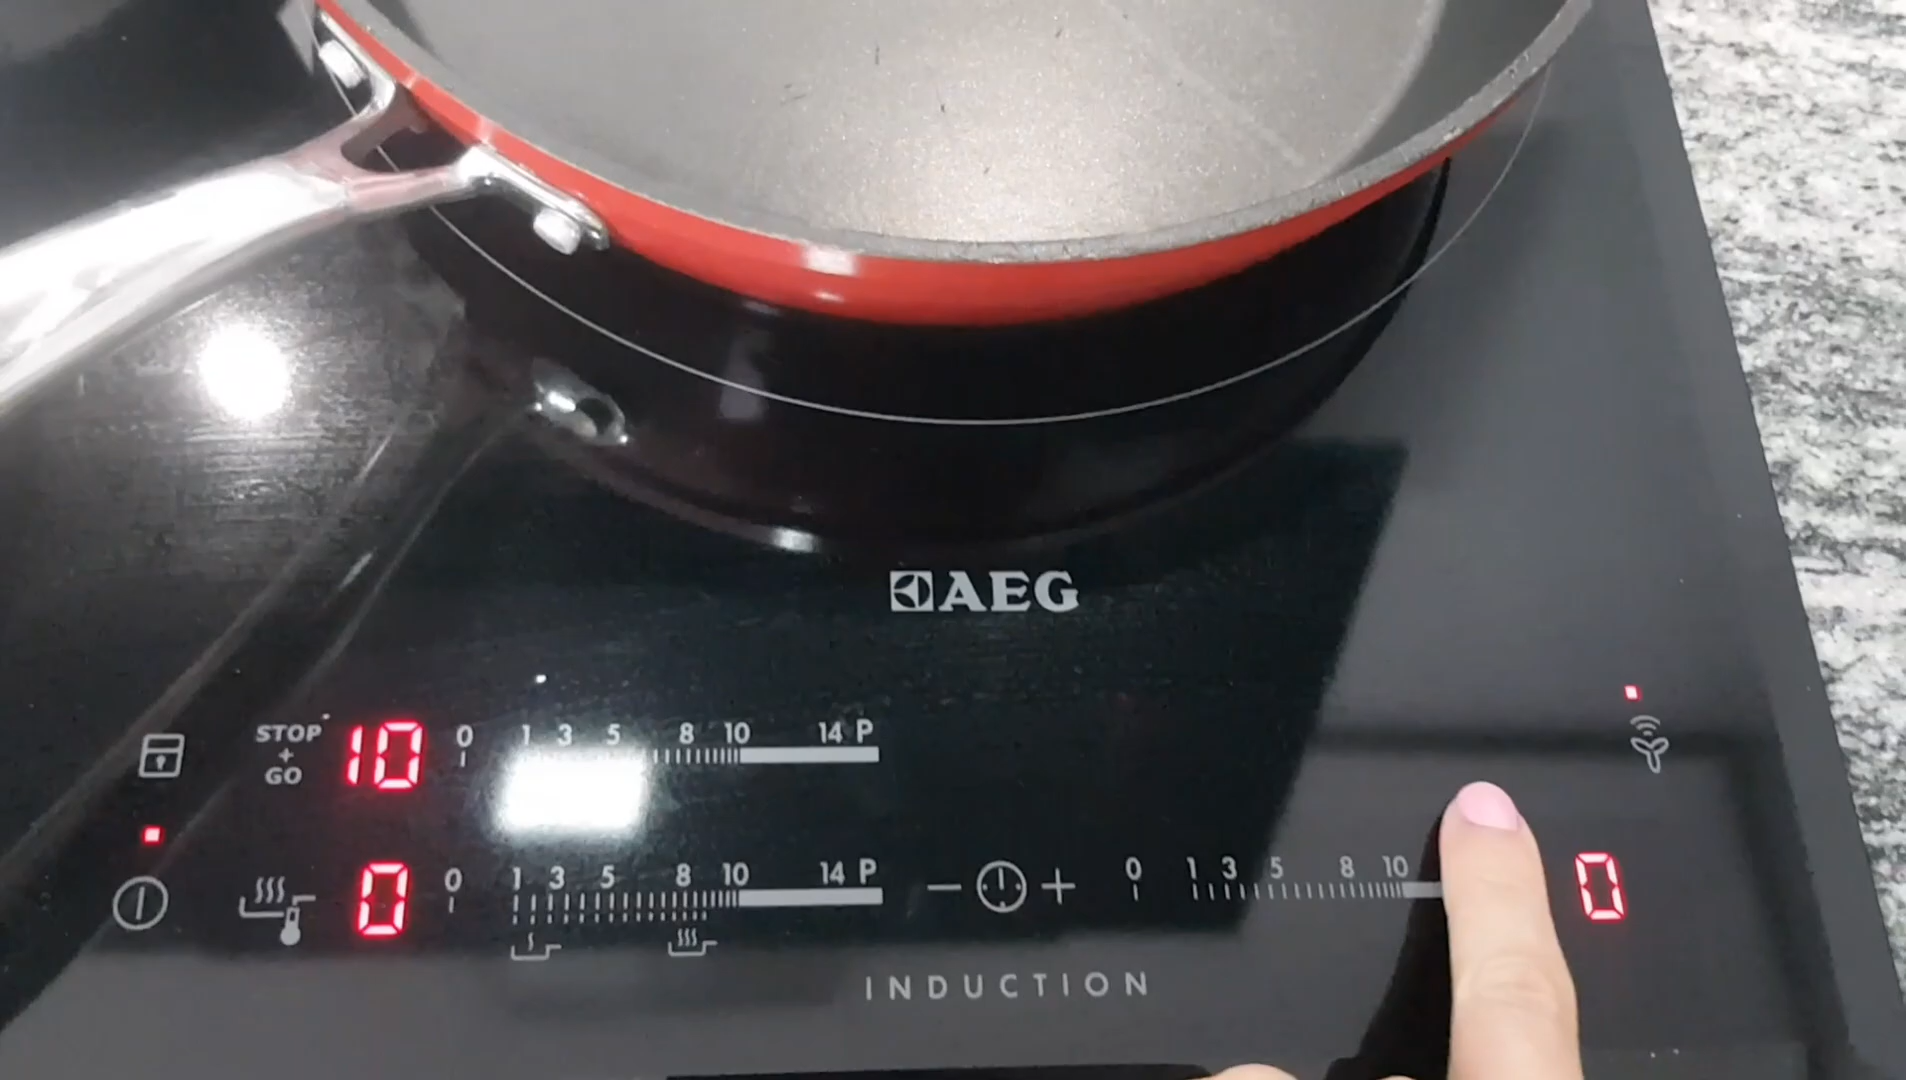 AEG
STOP
+
GO
10
0 1 3 5 8 10 14 P
0
0 1 3 5 8 10 14 P
− +
0 1 3 5 8 10
0
INDUCTION